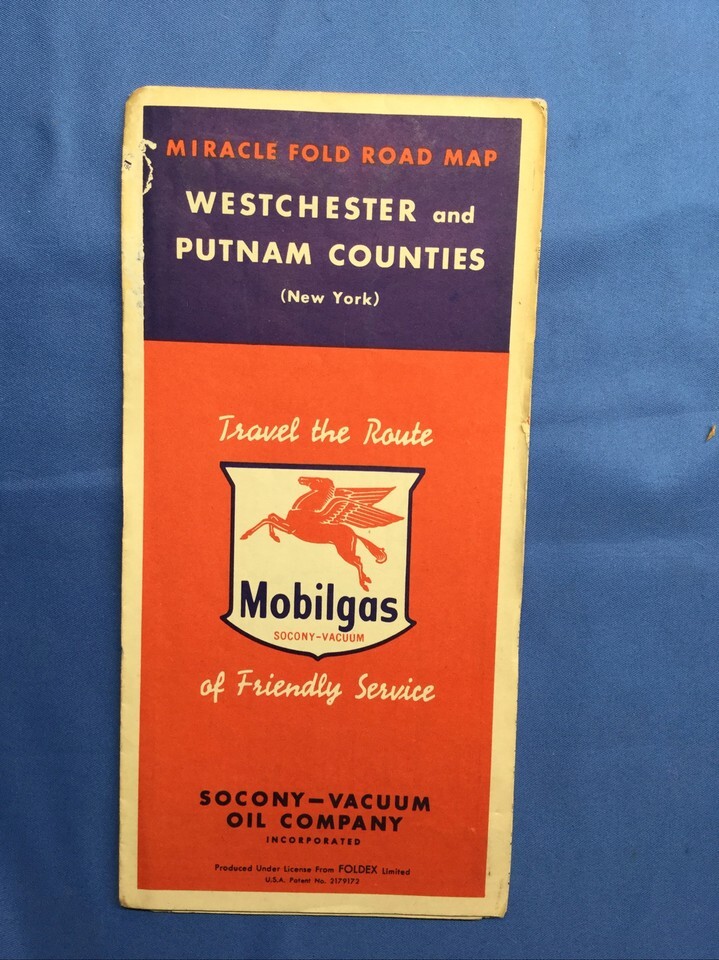 MIRACLE FOLD ROAD MAP
WESTCHESTER and
PUTNAM COUNTIES
(New York)
Travel the Route
Mobilgas
SOCONY-VACUUM
of Friendly Service
SOCONY-VACUUM
OIL COMPANY
INCORPORATED
Produced Under License From FOLDEX Limited
U.S.A. Patent No. 2179172